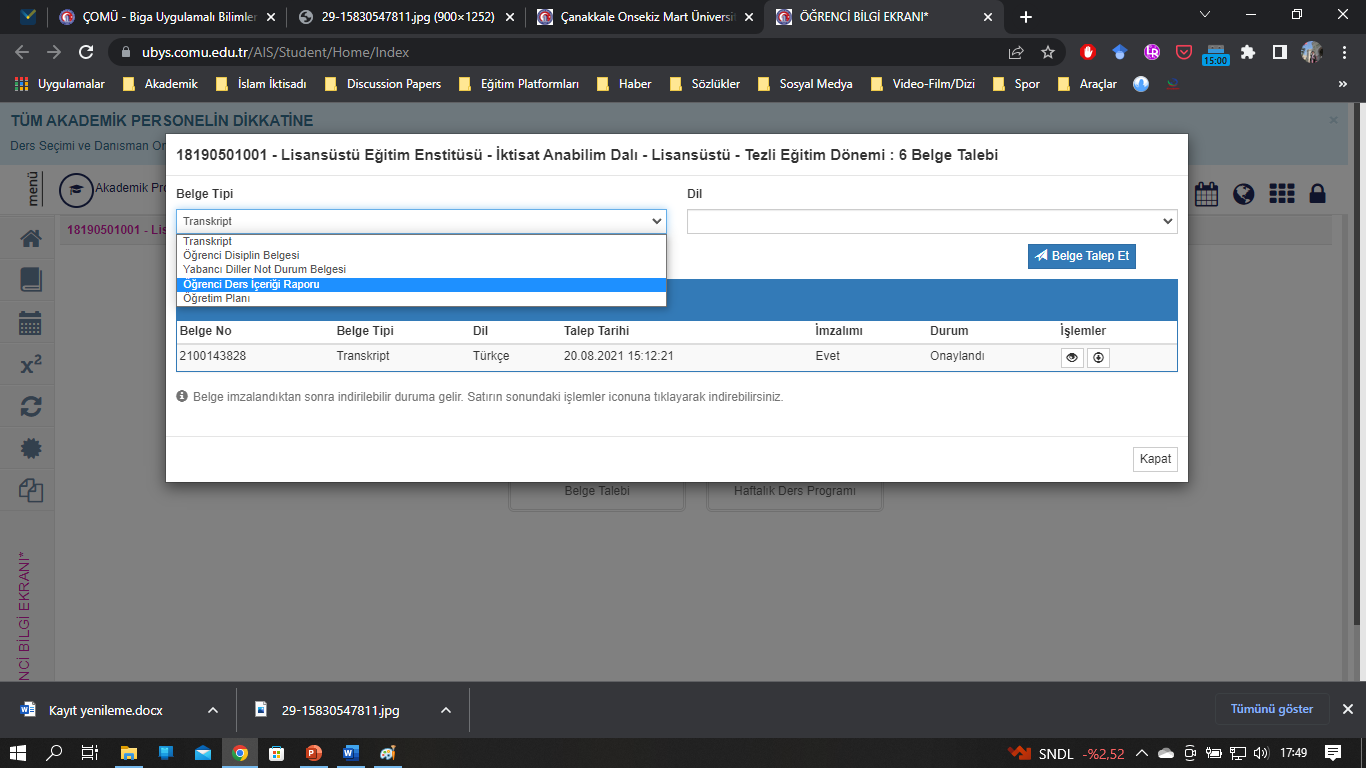 ÇOMÜ - Biga Uygulamalı Bilimler
29-15830547811.jpg (900×1252)
Çanakkale Onsekiz Mart Üniversit
ÖĞRENCİ BİLGİ EKRANI*
ubys.comu.edu.tr/AIS/Student/Home/Index
15:00
Uygulamalar
Akademik
İslam İktisadı
Discussion Papers
Eğitim Platformları
Haber
Sözlükler
Sosyal Medya
Video-Film/Dizi
Spor
Araçlar
TÜM AKADEMİK PERSONELİN DİKKATİNE
Ders Seçimi ve Danışman On
menü
Akademik Pro
18190501001 - Lis
18190501001 - Lisansüstü Eğitim Enstitüsü - İktisat Anabilim Dalı - Lisansüstü - Tezli Eğitim Dönemi : 6 Belge Talebi
Belge Tipi
Dil
Transkript
Transkript
Öğrenci Disiplin Belgesi
Yabancı Diller Not Durum Belgesi
Öğrenci Ders İçeriği Raporu
Öğretim Planı
Belge Talep Et
Belge No Belge Tipi Dil Talep Tarihi İmzalımı Durum İşlemler
2100143828 Transkript Türkçe 20.08.2021 15:12:21 Evet Onaylandı
Belge imzalandıktan sonra indirilebilir duruma gelir. Satırın sonundaki işlemler iconuna tıklayarak indirebilirsiniz.
Kapat
Belge Talebi
Haftalık Ders Programı
x²
NCİ BİLGİ EKRANI*
Kayıt yenileme.docx
29-15830547811.jpg
Tümünü göster
SNDL -%2,52
17:49